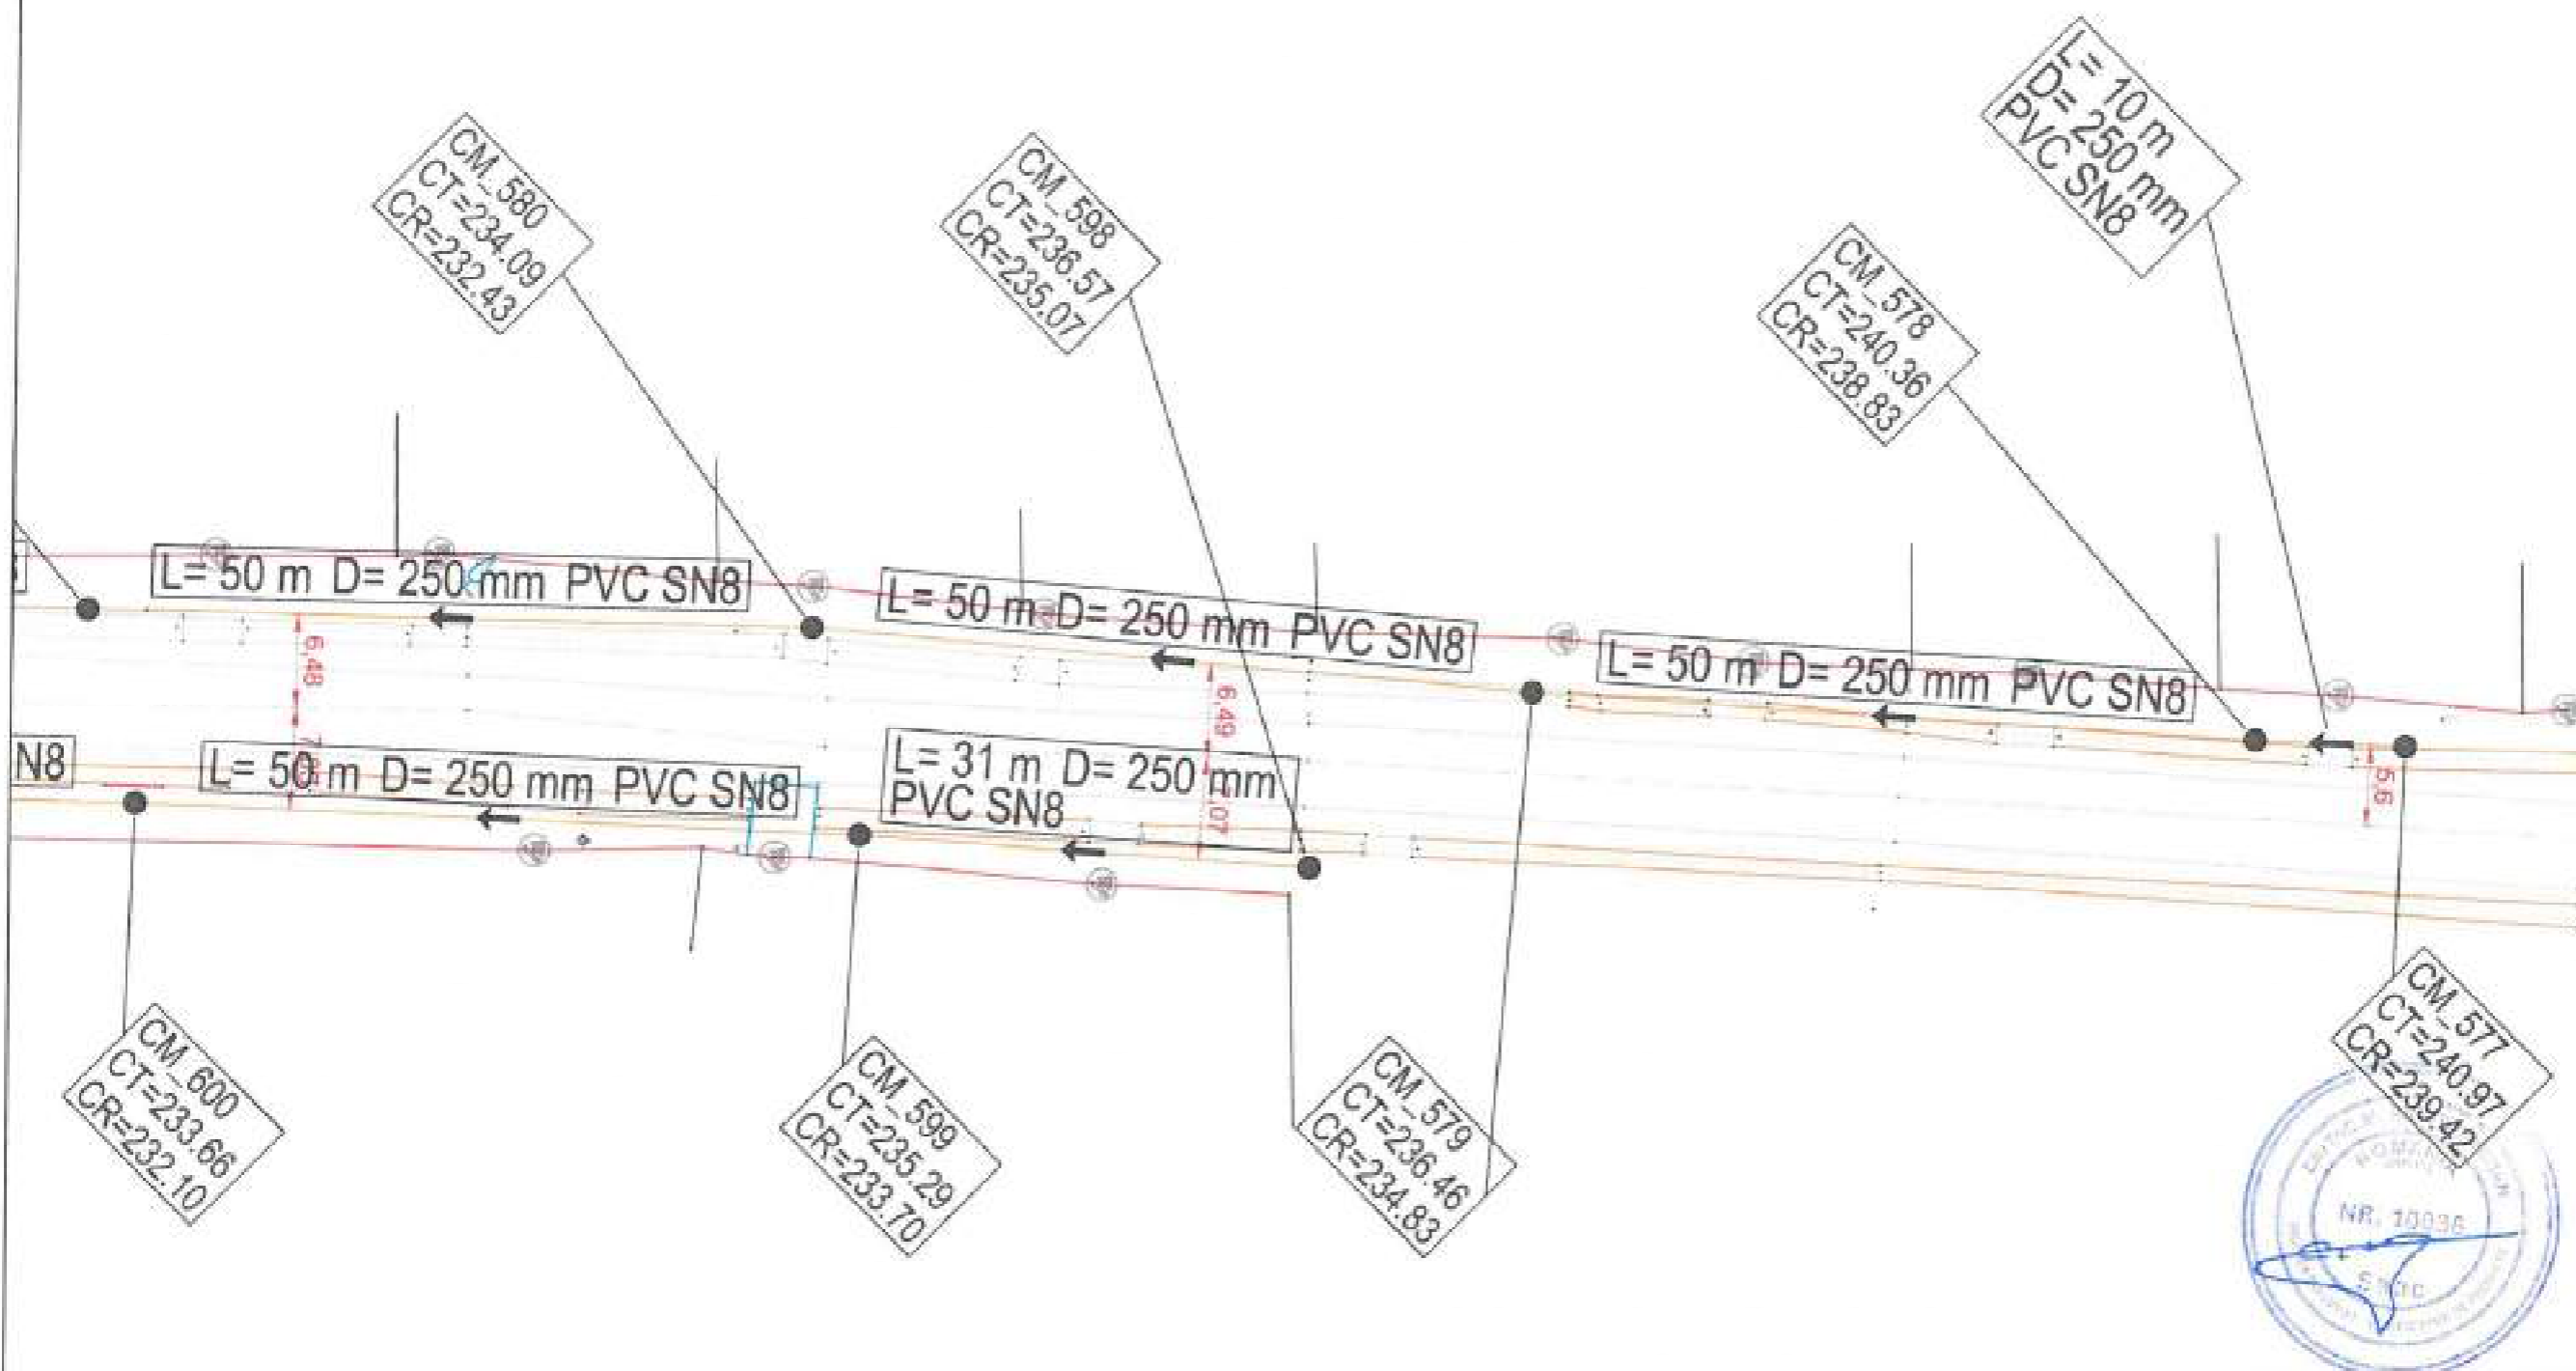 L= 10 m
D= 250 mm
PVC SN8
CM_580
CT=234.09
CR=232.43
CM_598
CT=236.57
CR=235.07
CM_578
CT=240.36
CR=238.83
L= 50 m D= 250 mm PVC SN8
L= 50 m D= 250 mm PVC SN8
L= 50 m D= 250 mm PVC SN8
6,48
6,49
5,6
N8
L= 50 m D= 250 mm PVC SN8
L= 31 m D= 250 mm
PVC SN8
CM_600
CT=233.66
CR=232.10
CM_599
CT=235.29
CR=233.70
CM_579
CT=236.46
CR=234.83
CM_577
CT=240.97
CR=239.42
ROMANIA